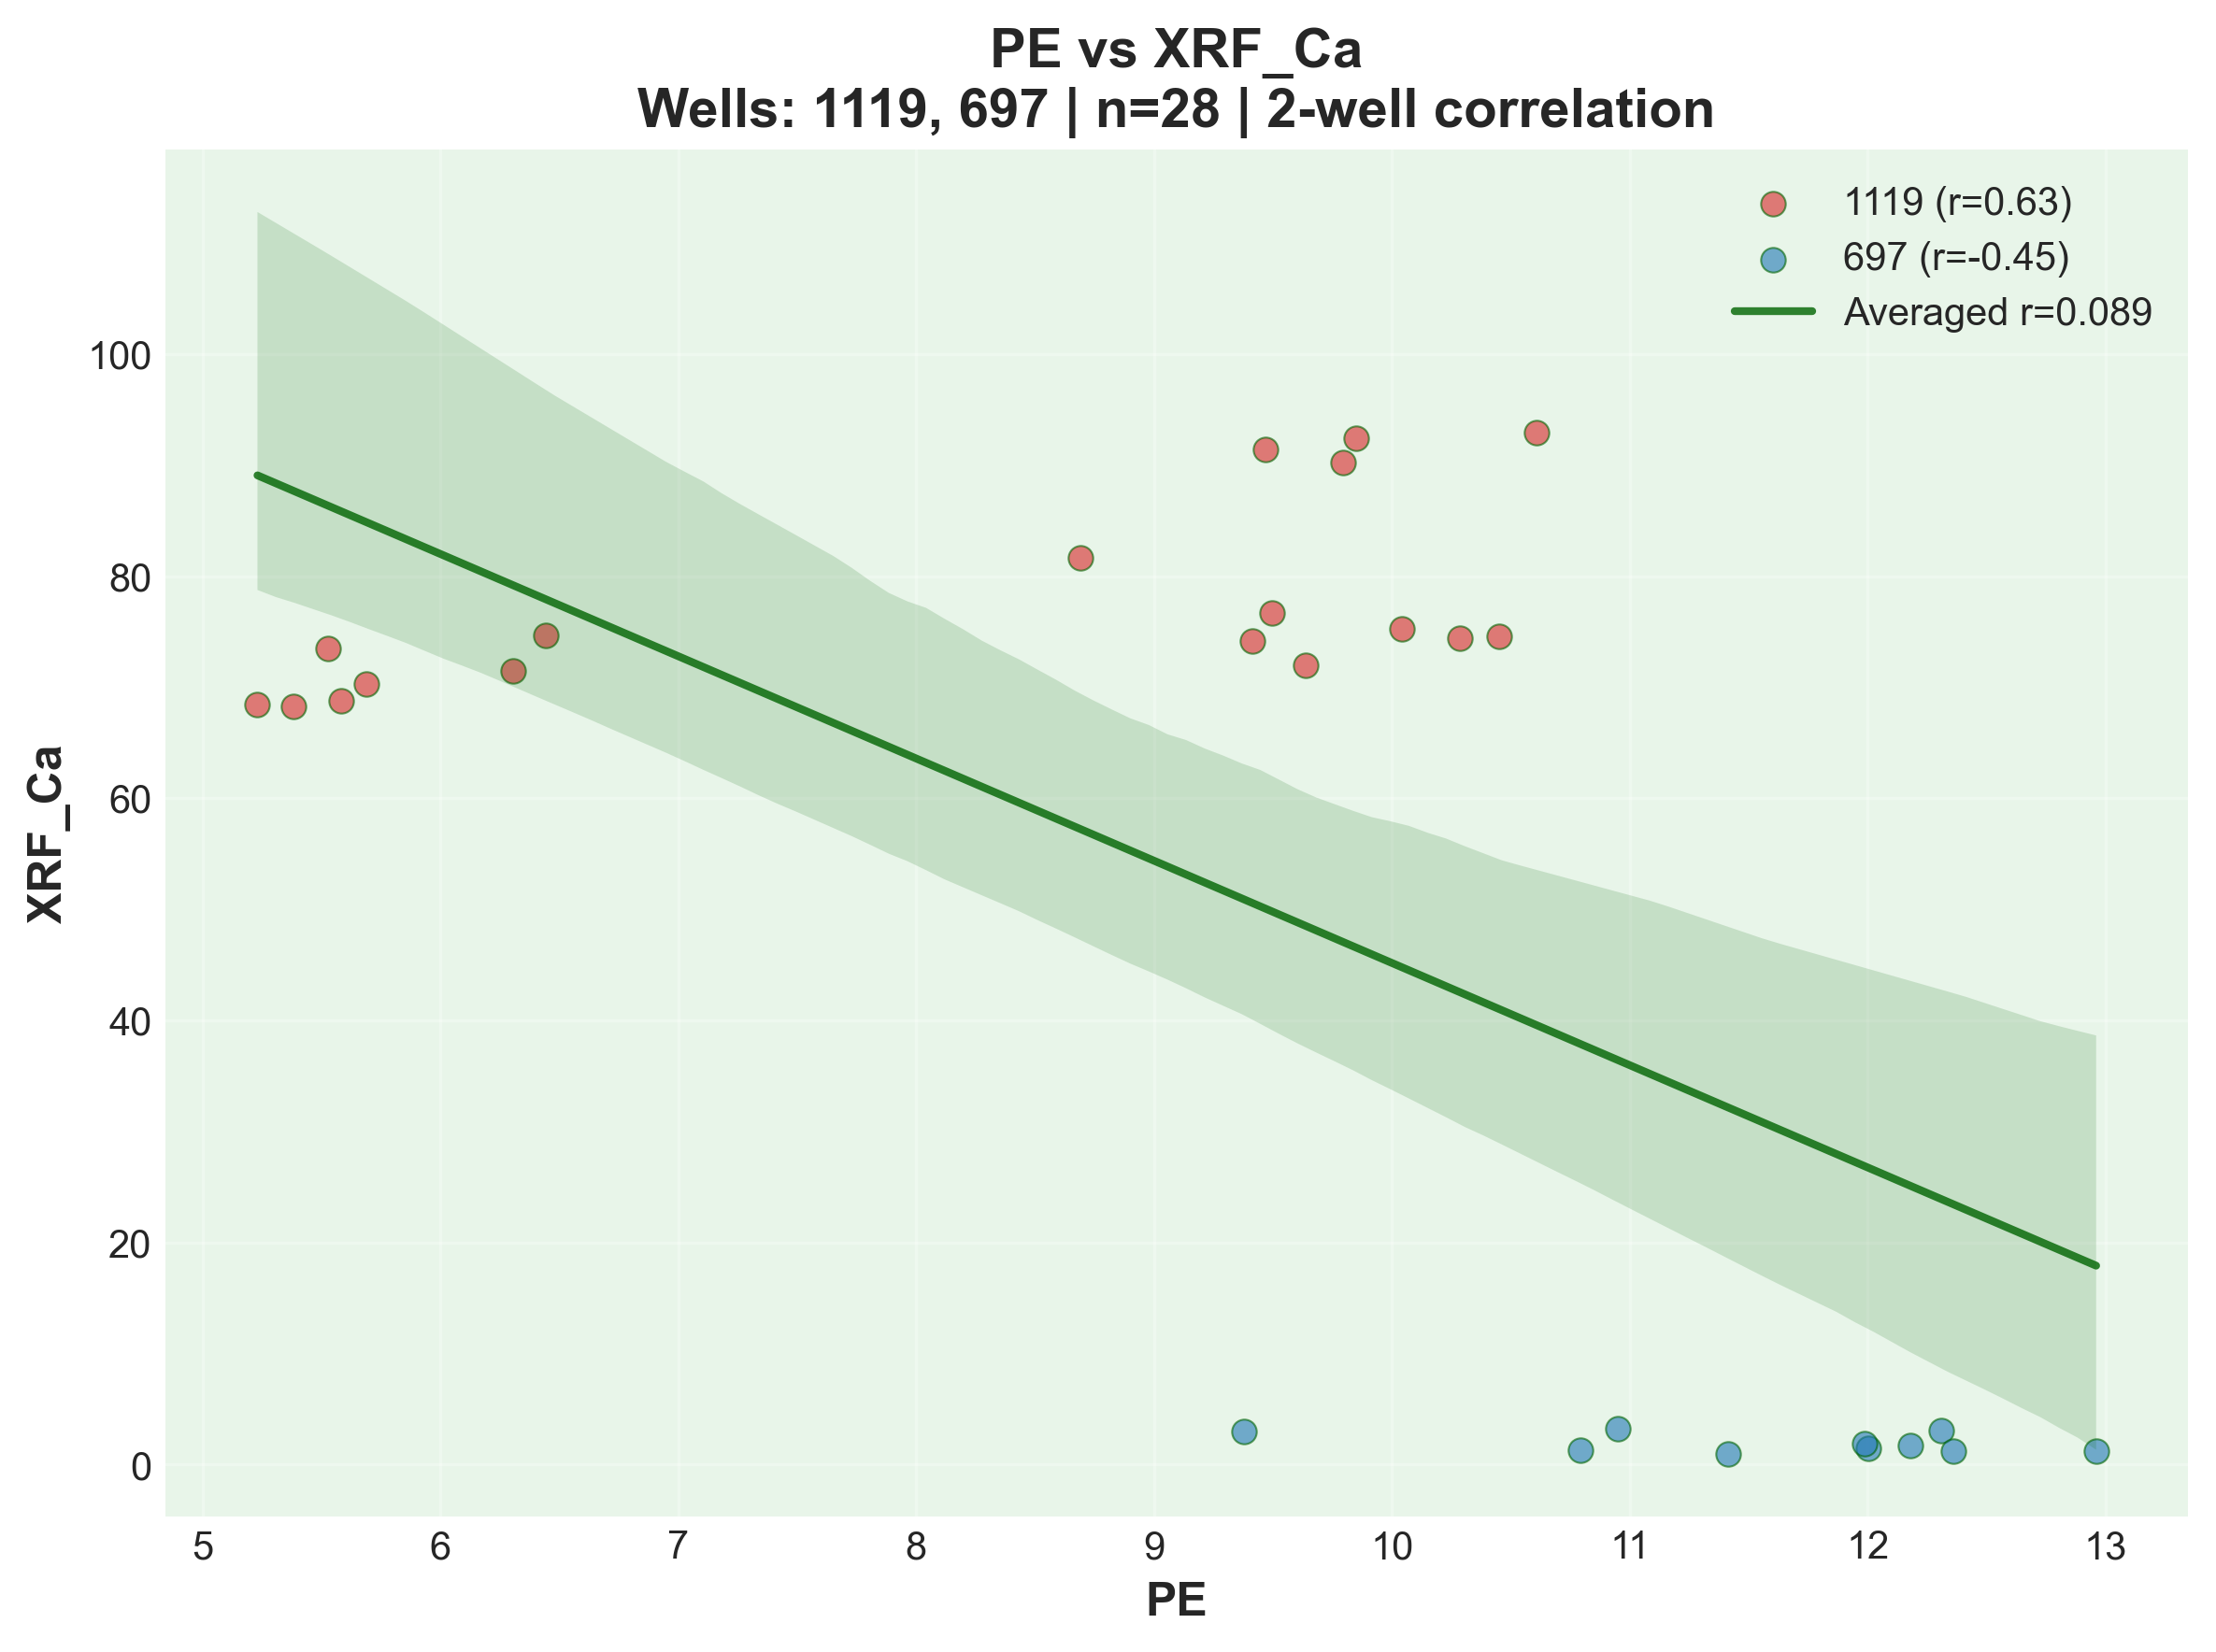 PE vs XRF_Ca
Wells: 1119, 697 | n=28 | 2-well correlation
1119 (r=0.63)
697 (r=-0.45)
Averaged r=0.089
100
80
60
40
20
0
XRF_Ca
5 6 7 8 9 10 11 12 13
PE